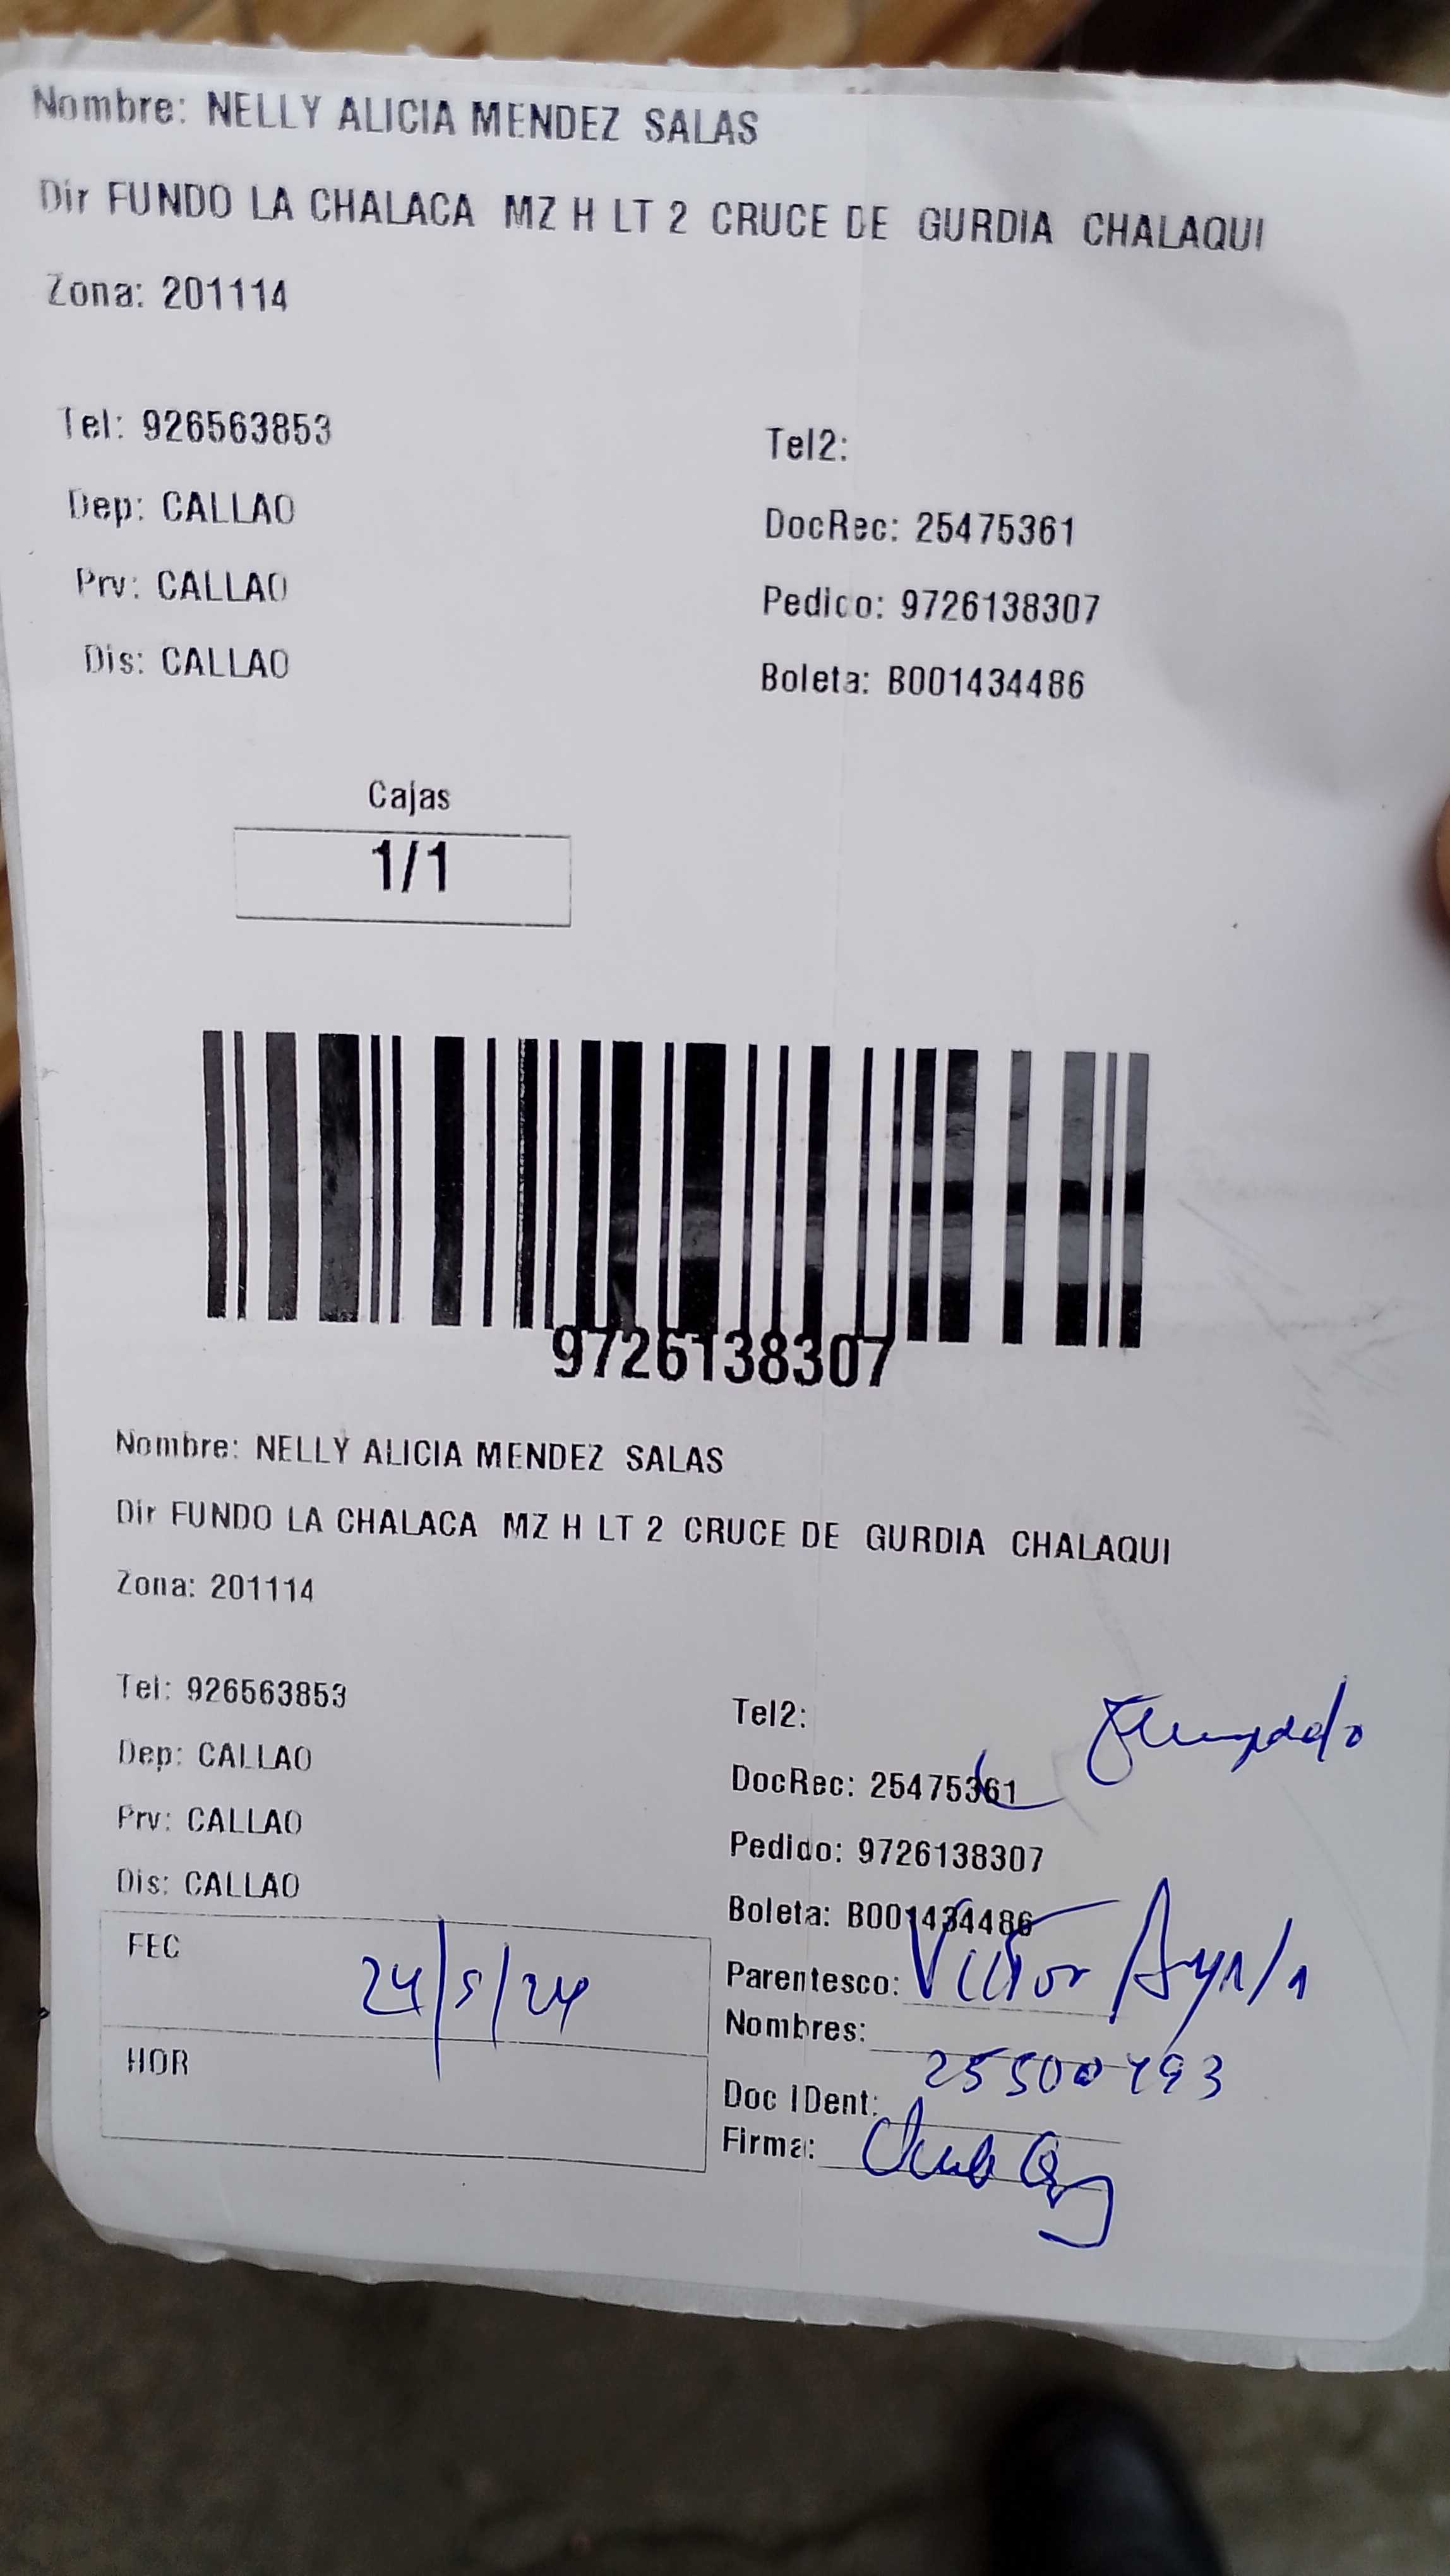 Nombre: NELLY ALICIA MENDEZ SALAS
Dir FUNDO LA CHALACA MZ H LT 2 CRUCE DE GURDIA CHALAQUI
Zona: 201114
Tel: 926563853
Tel2:
Dep: CALLAO
DocRec: 25475361
Prv: CALLAO
Pedido: 9726138307
Dis: CALLAO
Boleta: B001434486
Cajas
1/1
9726138307
Nombre: NELLY ALICIA MENDEZ SALAS
Dir FUNDO LA CHALACA MZ H LT 2 CRUCE DE GURDIA CHALAQUI
Zona: 201114
Tel: 926563853
Tel2:
Dep: CALLAO
DocRec: 25475361
Prv: CALLAO
Pedido: 9726138307
Dis: CALLAO
Boleta: B001434486
FEC 24/5/24
Parentesco: Victor
Nombres:
HOR
Doc IDent: 25500793
Firma: